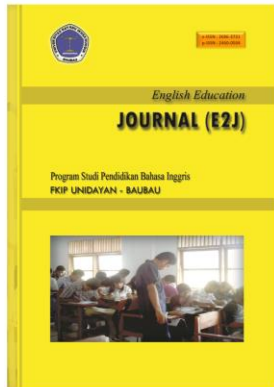 English Education
JOURNAL (E2J)
Program Studi Pendidikan Bahasa Inggris
FKIP UNIDAYAN - BAUBAU